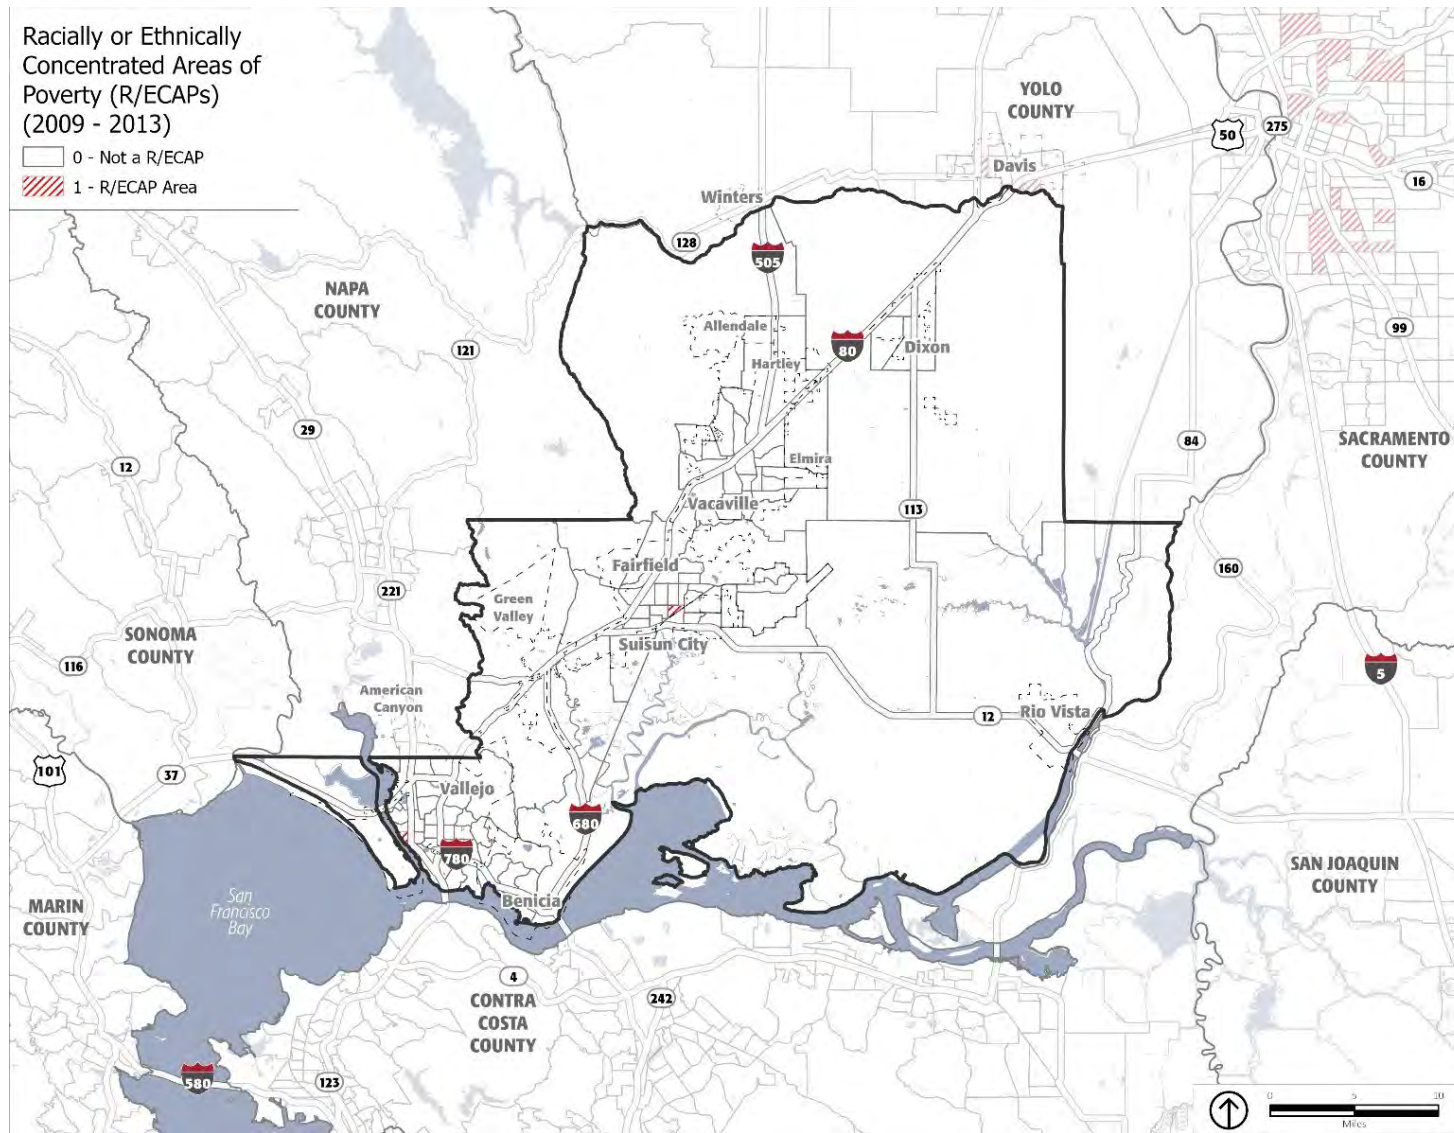 Racially or Ethnically
Concentrated Areas of
Poverty (R/ECAPs)
(2009 - 2013)
0 - Not a R/ECAP
1 - R/ECAP Area
YOLO
COUNTY
50
275
Davis
16
Winters
128
505
NAPA
COUNTY
Allendale
99
80
Dixon
121
Hartley
29
84
SACRAMENTO
COUNTY
12
Elmira
Vacaville
113
Fairfield
160
221
Green
Valley
SONOMA
COUNTY
Suisun City
116
5
American
Canyon
12
Rio Vista
101
37
Vallejo
680
780
SAN JOAQUIN
COUNTY
San
Francisco
Bay
Benicia
MARIN
COUNTY
4
242
CONTRA
COSTA
COUNTY
580
123
0
5
10
Miles